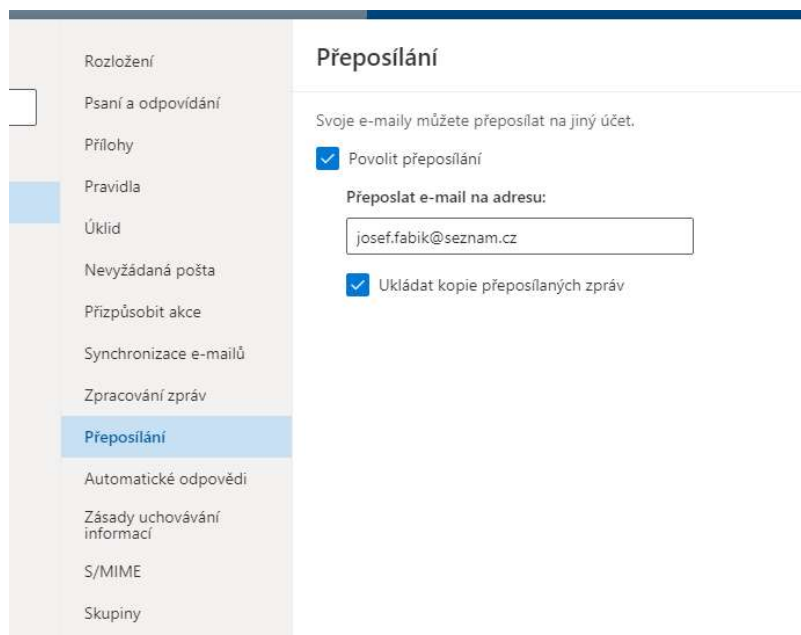 Rozložení
Psaní a odpovídání
Přílohy
Pravidla
Úklid
Nevyžádaná pošta
Přizpůsobit akce
Synchronizace e-mailů
Zpracování zpráv
Přeposílání
Automatické odpovědi
Zásady uchovávání
informací
S/MIME
Skupiny
Přeposílání
Svoje e-maily můžete přeposílat na jiný účet.
Povolit přeposílání
Přeposlat e-mail na adresu:
josef.fabik@seznam.cz
Ukládat kopie přeposílaných zpráv